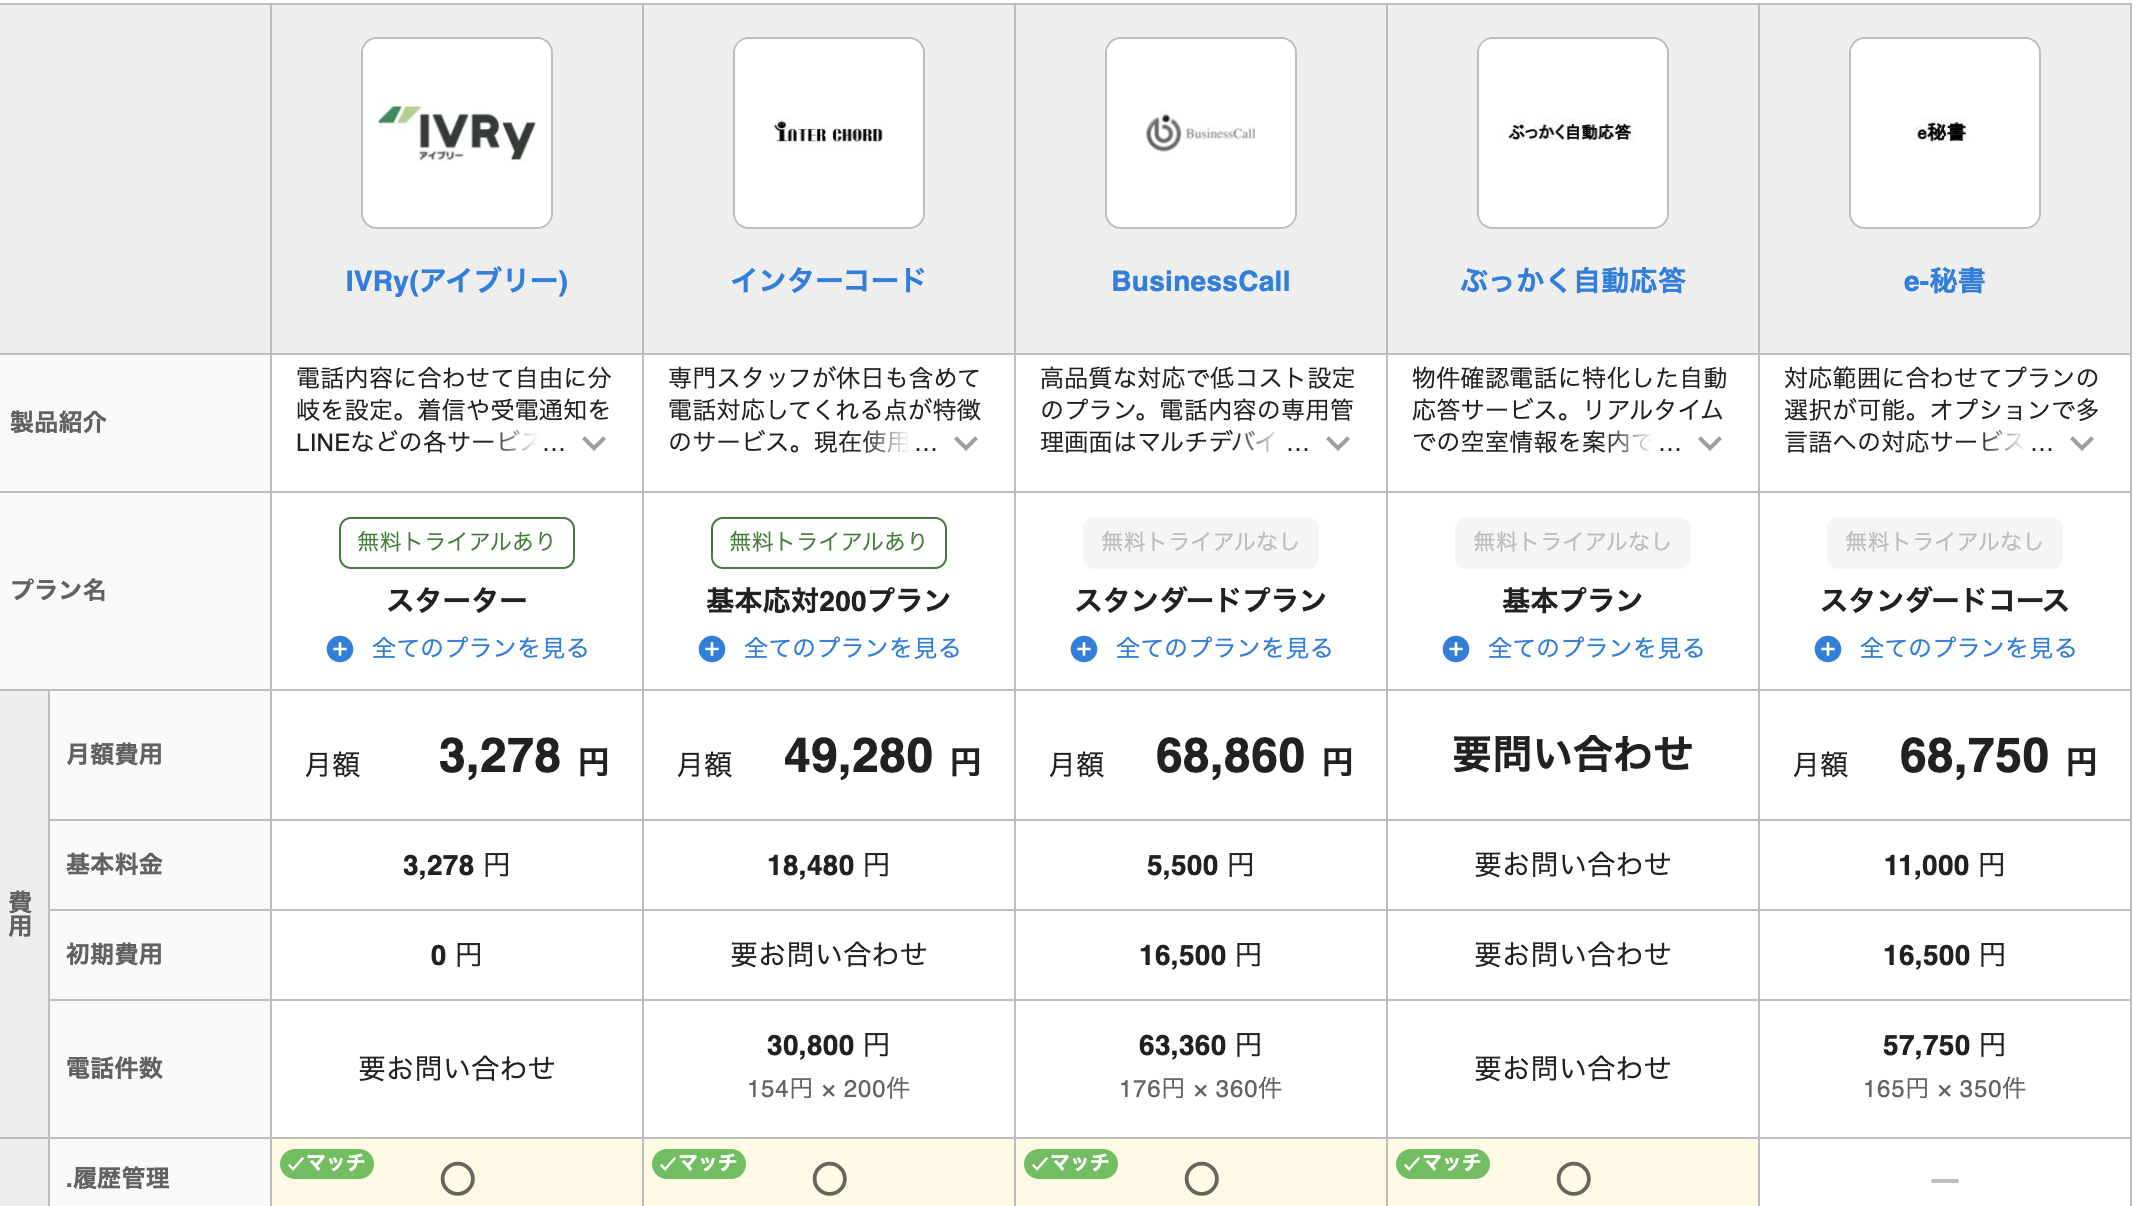 IVRy
アイブリー
INTER CHORD
BusinessCall
ぶっかく自動応答
e秘書
IVRy(アイブリー)
インターコード
BusinessCall
ぶっかく自動応答
e-秘書
製品紹介
電話内容に合わせて自由に分
岐を設定。着信や受電通知を
LINEなどの各サービス...
専門スタッフが休日も含めて
電話対応してくれる点が特徴
のサービス。現在使用...
高品質な対応で低コスト設定
のプラン。電話内容の専用管
理画面はマルチデバイ...
物件確認電話に特化した自動
応答サービス。リアルタイム
での空室情報を案内で...
対応範囲に合わせてプランの
選択が可能。オプションで多
言語への対応サービス...
プラン名
無料トライアルあり
スターター
全てのプランを見る
無料トライアルあり
基本応対200プラン
全てのプランを見る
無料トライアルなし
スタンダードプラン
全てのプランを見る
無料トライアルなし
基本プラン
全てのプランを見る
無料トライアルなし
スタンダードコース
全てのプランを見る
費用
月額費用
月額 3,278 円
月額 49,280 円
月額 68,860 円
要問い合わせ
月額 68,750 円
基本料金
3,278 円
18,480 円
5,500 円
要お問い合わせ
11,000 円
初期費用
0 円
要お問い合わせ
16,500 円
要お問い合わせ
16,500 円
電話件数
要お問い合わせ
30,800 円
154円 × 200件
63,360 円
176円 × 360件
要お問い合わせ
57,750 円
165円 × 350件
.履歴管理
✓マッチ ○
✓マッチ ○
✓マッチ ○
✓マッチ ○
—